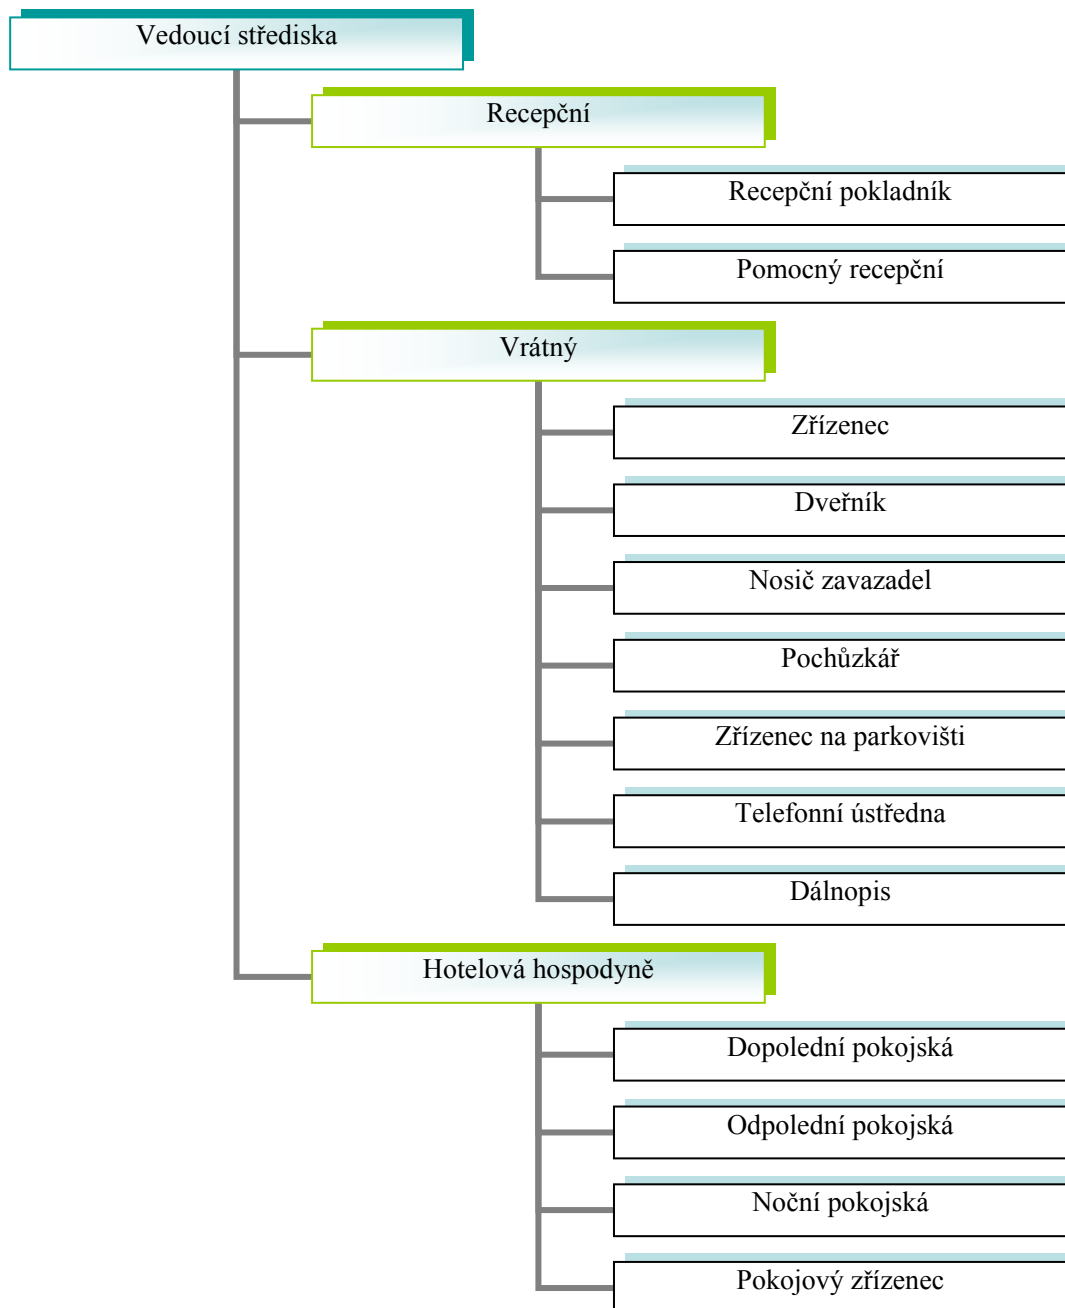 Vedoucí střediska
Recepční
Recepční pokladník
Pomocný recepční
Vrátný
Zřízenec
Dveřník
Nosič zavazadel
Pochůzkář
Zřízenec na parkovišti
Telefonní ústředna
Dálnopis
Hotelová hospodyně
Dopolední pokojská
Odpolední pokojská
Noční pokojská
Pokojový zřízenec